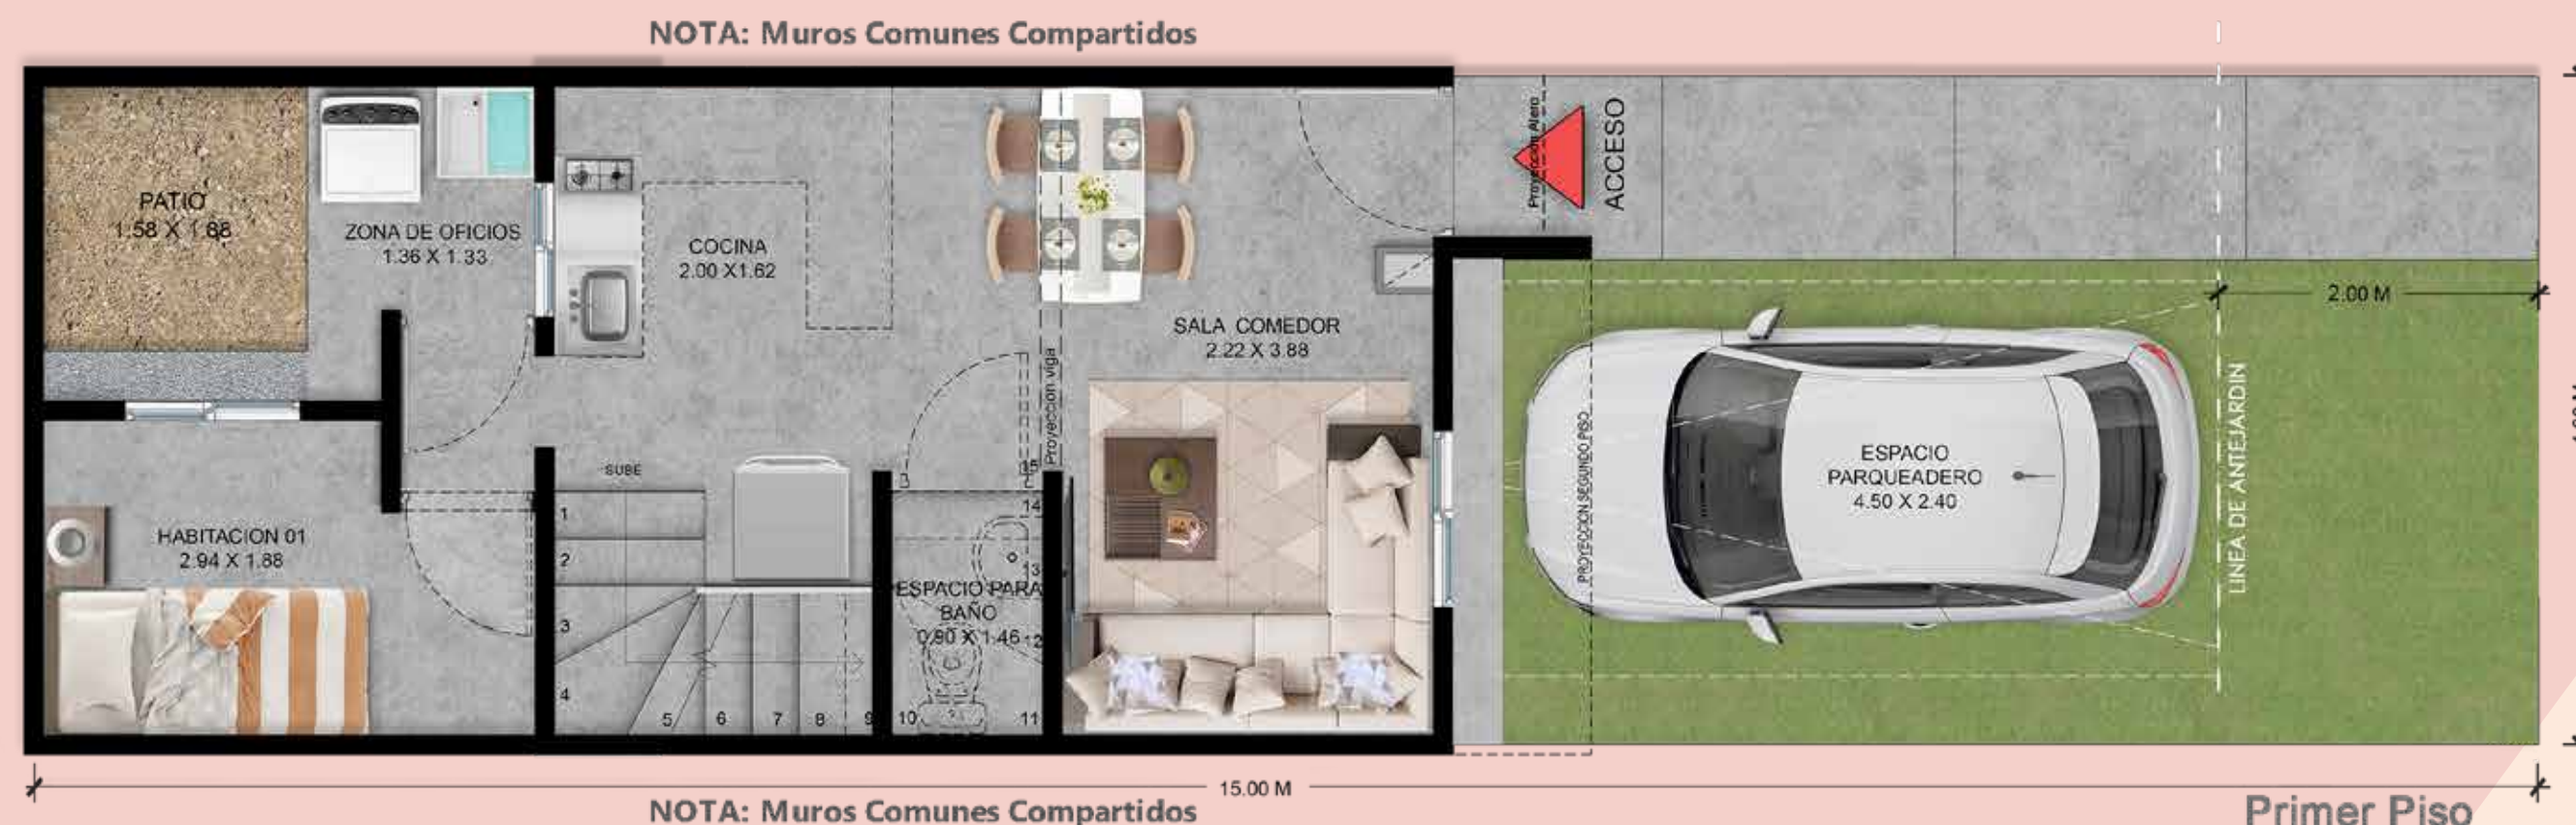 NOTA: Muros Comunes Compartidos
PATIO
1.58 X 1.88
ZONA DE OFICIOS
1.36 X 1.33
COCINA
2.00 X1.62
Proyeccion viga
SALA COMEDOR
2.22 X 3.88
Proyeccion Alero
ACCESO
2.00 M
HABITACION 01
2.94 X 1.88
SUBE
1
2
3
4
5
6
7
8
9
10
11
12
13
14
15
ESPACIO PARA
BAÑO
0.90 X 1.46
PROYECCION SEGUNDO PISO
ESPACIO
PARQUEADERO
4.50 X 2.40
LINEA DE ANTEJARDIN
15.00 M
NOTA: Muros Comunes Compartidos
Primer Piso